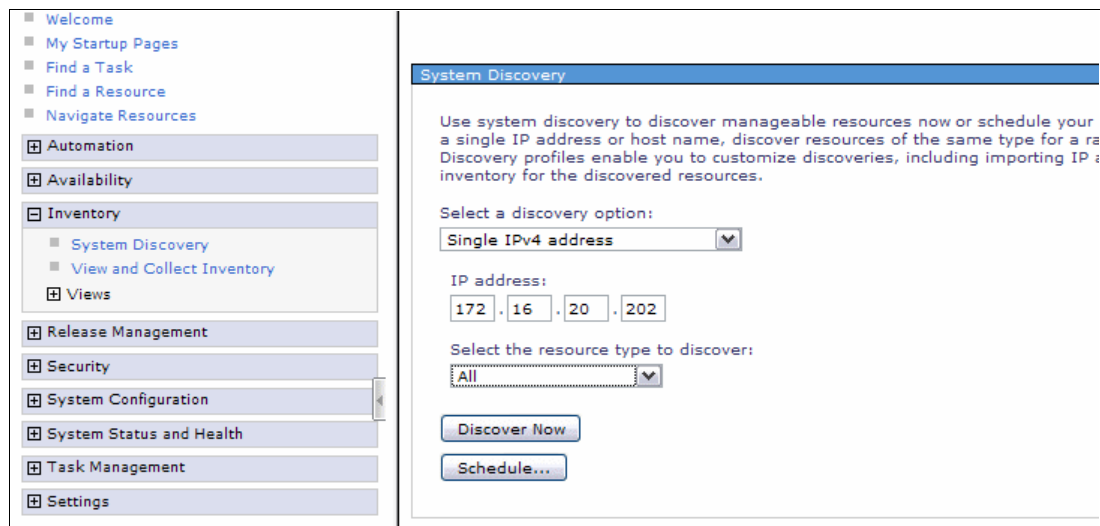 Welcome
My Startup Pages
Find a Task
Find a Resource
Navigate Resources
Automation
Availability
Inventory
System Discovery
View and Collect Inventory
Views
Release Management
Security
System Configuration
System Status and Health
Task Management
Settings
System Discovery
Use system discovery to discover manageable resources now or schedule your
a single IP address or host name, discover resources of the same type for a ra
Discovery profiles enable you to customize discoveries, including importing IP a
inventory for the discovered resources.
Select a discovery option:
Single IPv4 address
IP address:
172 . 16 . 20 . 202
Select the resource type to discover:
All
Discover Now
Schedule...